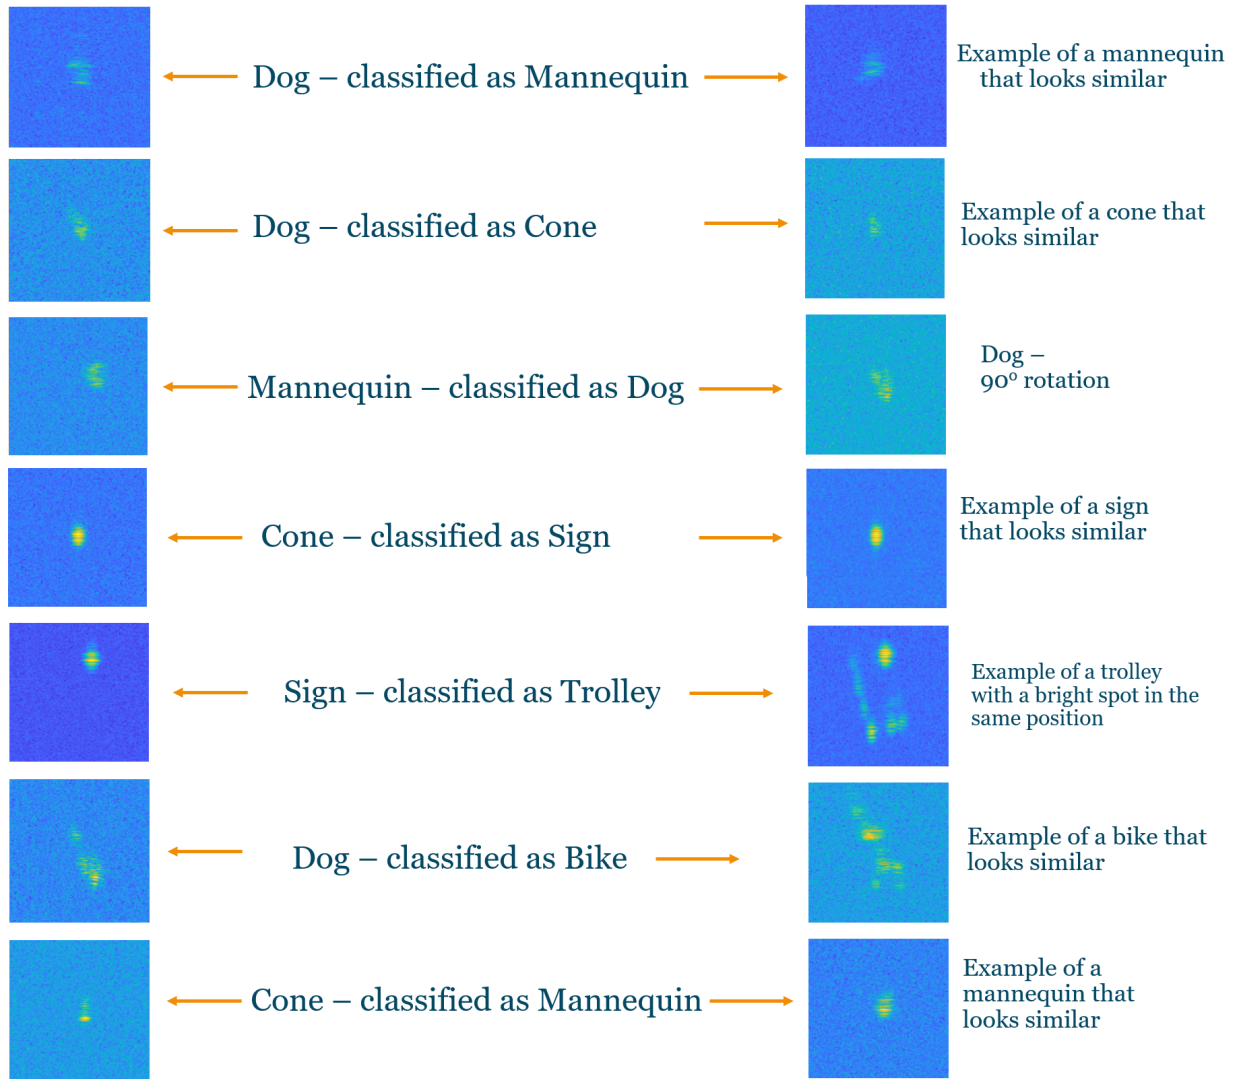 Dog – classified as Mannequin
Example of a mannequin
that looks similar
Dog – classified as Cone
Example of a cone that
looks similar
Mannequin – classified as Dog
Dog –
90º rotation
Cone – classified as Sign
Example of a sign
that looks similar
Sign – classified as Trolley
Example of a trolley
with a bright spot in the
same position
Dog – classified as Bike
Example of a bike that
looks similar
Cone – classified as Mannequin
Example of a
mannequin that
looks similar